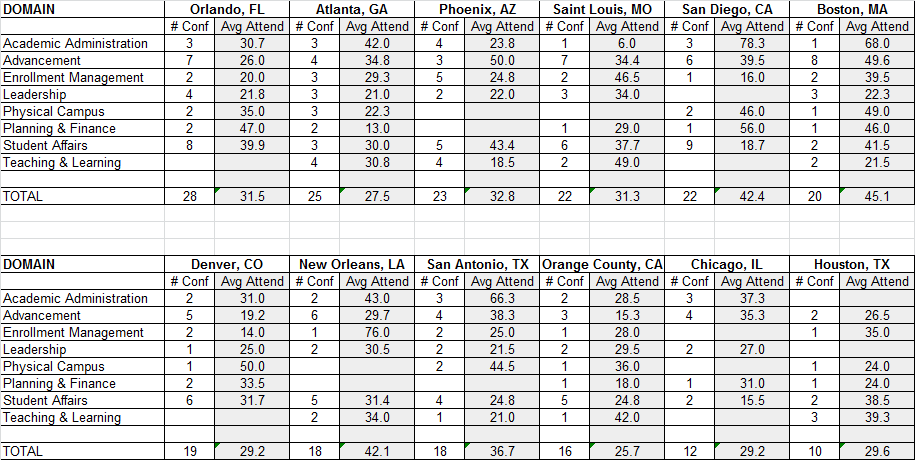 DOMAIN Orlando, FL Atlanta, GA Phoenix, AZ Saint Louis, MO San Diego, CA Boston, MA
# Conf Avg Attend # Conf Avg Attend # Conf Avg Attend # Conf Avg Attend # Conf Avg Attend # Conf Avg Attend
Academic Administration 3 30.7 3 42.0 4 23.8 1 6.0 3 78.3 1 68.0
Advancement 7 26.0 4 34.8 3 50.0 7 34.4 6 39.5 8 49.6
Enrollment Management 2 20.0 3 29.3 5 24.8 2 46.5 1 16.0 2 39.5
Leadership 4 21.8 3 21.0 2 22.0 3 34.0 3 22.3
Physical Campus 2 35.0 3 22.3 2 46.0 1 49.0
Planning & Finance 2 47.0 2 13.0 1 29.0 1 56.0 1 46.0
Student Affairs 8 39.9 3 30.0 5 43.4 6 37.7 9 18.7 2 41.5
Teaching & Learning 4 30.8 4 18.5 2 49.0 2 21.5
TOTAL 28 31.5 25 27.5 23 32.8 22 31.3 22 42.4 20 45.1
DOMAIN Denver, CO New Orleans, LA San Antonio, TX Orange County, CA Chicago, IL Houston, TX
# Conf Avg Attend # Conf Avg Attend # Conf Avg Attend # Conf Avg Attend # Conf Avg Attend # Conf Avg Attend
Academic Administration 2 31.0 2 43.0 3 66.3 2 28.5 3 37.3
Advancement 5 19.2 6 29.7 4 38.3 3 15.3 4 35.3 2 26.5
Enrollment Management 2 14.0 1 76.0 2 25.0 1 28.0 1 35.0
Leadership 1 25.0 2 30.5 2 21.5 2 29.5 2 27.0
Physical Campus 1 50.0 2 44.5 1 36.0 1 24.0
Planning & Finance 2 33.5 1 18.0 1 31.0 1 24.0
Student Affairs 6 31.7 5 31.4 4 24.8 5 24.8 2 15.5 2 38.5
Teaching & Learning 2 34.0 1 21.0 1 42.0 3 39.3
TOTAL 19 29.2 18 42.1 18 36.7 16 25.7 12 29.2 10 29.6